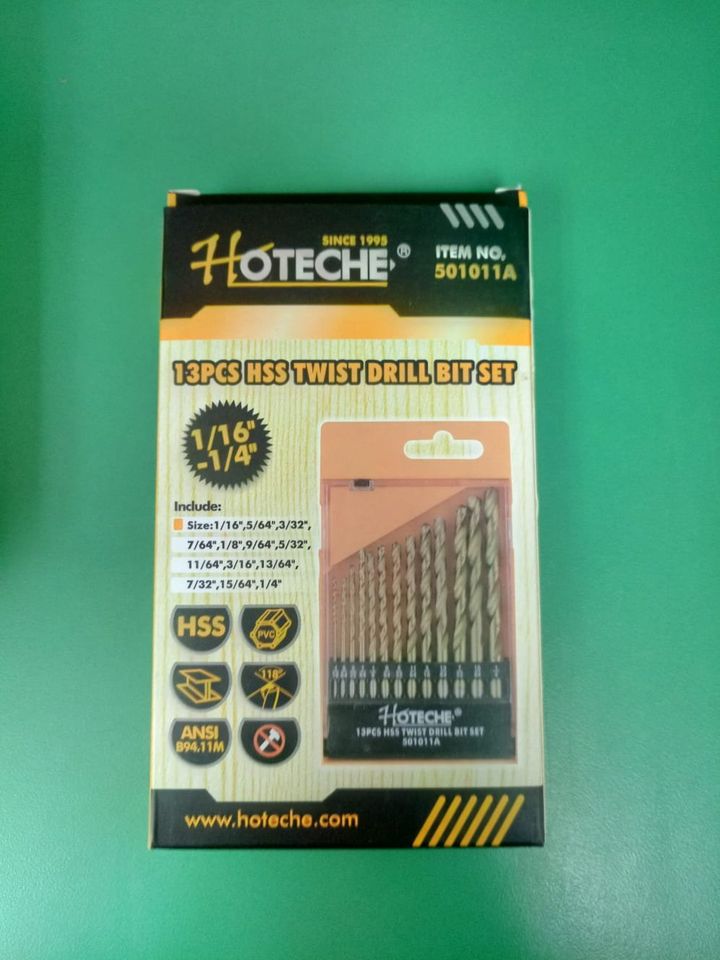 SINCE 1995
HOTECHE®
ITEM NO,
501011A
13PCS HSS TWIST DRILL BIT SET
1/16"
-1/4"
Include:
Size:1/16",5/64",3/32",
7/64",1/8",9/64",5/32",
11/64",3/16",13/64",
7/32",15/64",1/4"
HSS
PVC
118°
ANSI
B94,11M
HOTECHE
13PCS HSS TWIST DRILL BIT SET
501011A
www.hoteche.com